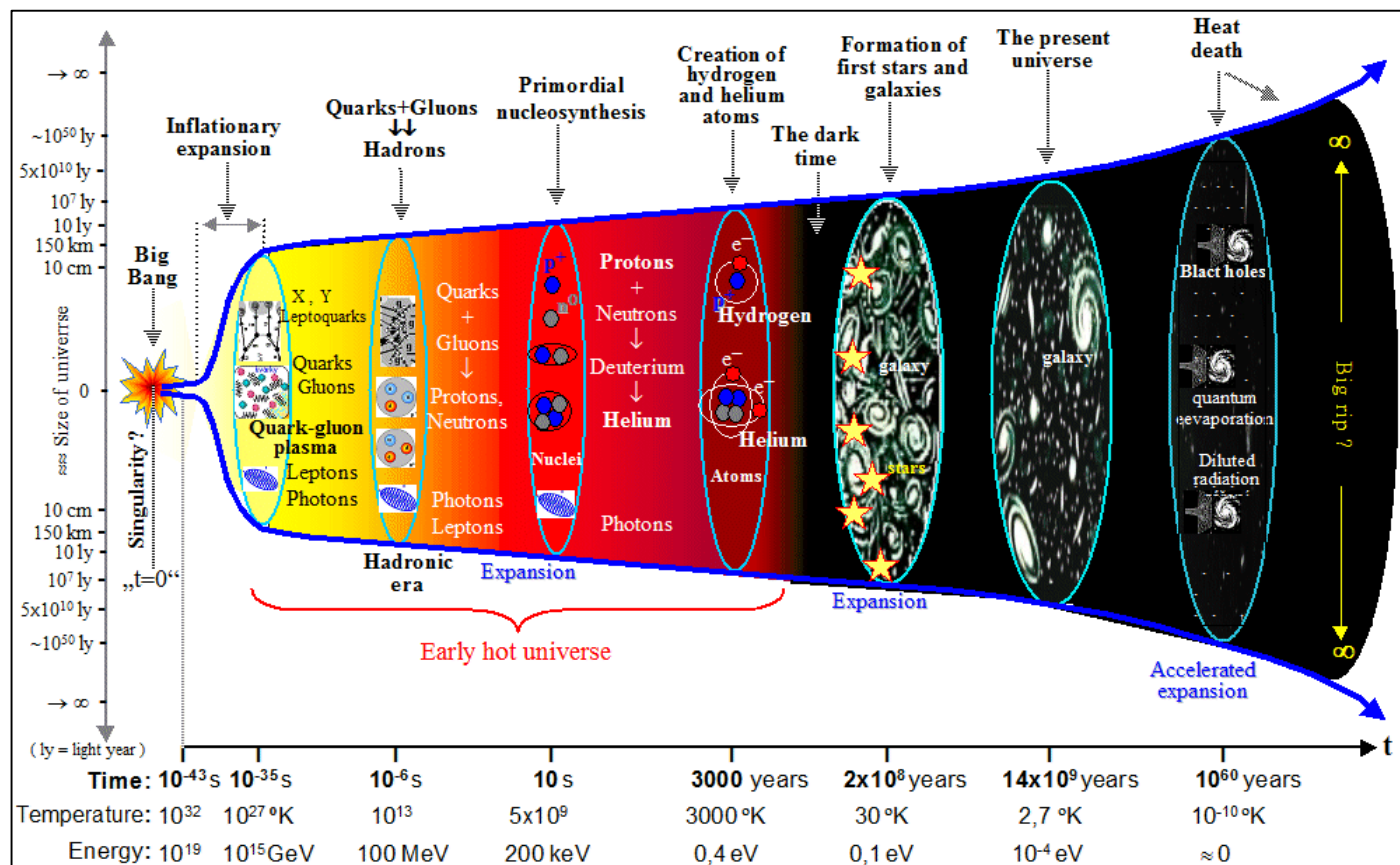 Heat
death
The present
universe
Formation of
first stars and
galaxies
Creation of
hydrogen
and helium
atoms
Primordial
nucleosynthesis
Quarks+Gluons
↓↓
Hadrons
Inflationary
expansion
The dark
time
Big
Bang
→ ∞
~10⁵⁰ ly
5x10¹⁰ ly
10⁷ ly
10 ly
150 km
10 cm
0
10 cm
150 km
10 ly
10⁷ ly
5x10¹⁰ ly
~10⁵⁰ ly
→ ∞
≈≈ Size of universe
( ly = light year )
Singularity ?
„t=0“
X , Y
Leptoquarks
Quarks
Gluons
Quark-gluon
plasma
Leptons
Photons
Quarks
+
Gluons
↓
Protons,
Neutrons
Photons
Leptons
Hadronic
era
p⁺
n⁰
Nuclei
Protons
+
Neutrons
↓
Deuterium
↓
Helium
Photons
e⁻
p⁺
Hydrogen
e⁻
e⁻
Helium
Atoms
galaxy
stars
galaxy
Blact holes
quantum
eevaporation
Diluted
radiation
∞
Big rip ?
∞
Expansion
Expansion
Accelerated
expansion
Early hot universe
t
Time: 10⁻⁴³s 10⁻³⁵s 10⁻⁶s 10 s 3000 years 2x10⁸ years 14x10⁹years 10⁶⁰ years
Temperature: 10³² 10²⁷ ºK 10¹³ 5x10⁹ 3000 ºK 30 ºK 2,7 ºK 10⁻¹⁰ ºK
Energy: 10¹⁹ 10¹⁵GeV 100 MeV 200 keV 0,4 eV 0,1 eV 10⁻⁴ eV ≈ 0